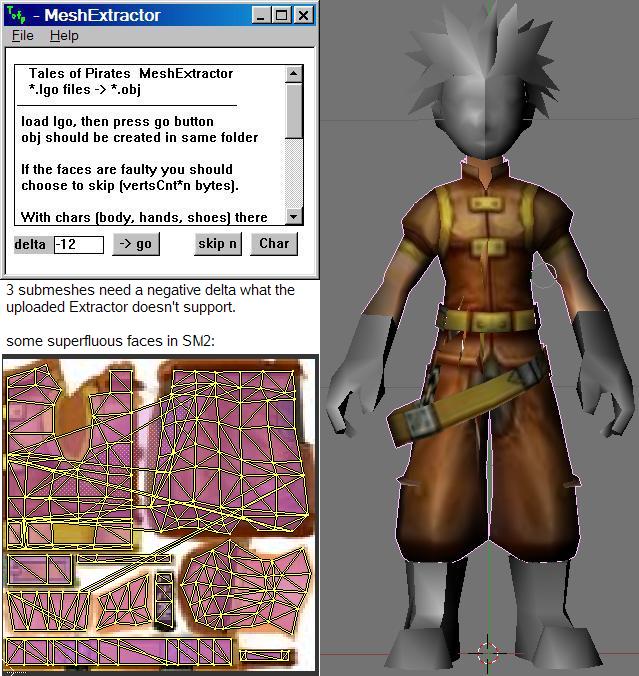 - MeshExtractor
File Help
Tales of Pirates MeshExtractor
*.lgo files -> *.obj
load lgo, then press go button
obj should be created in same folder
If the faces are faulty you should
choose to skip (vertsCnt*n bytes).
With chars (body, hands, shoes) there
delta -12 -> go skip n Char
3 submeshes need a negative delta what the
uploaded Extractor doesn't support.
some superfluous faces in SM2: